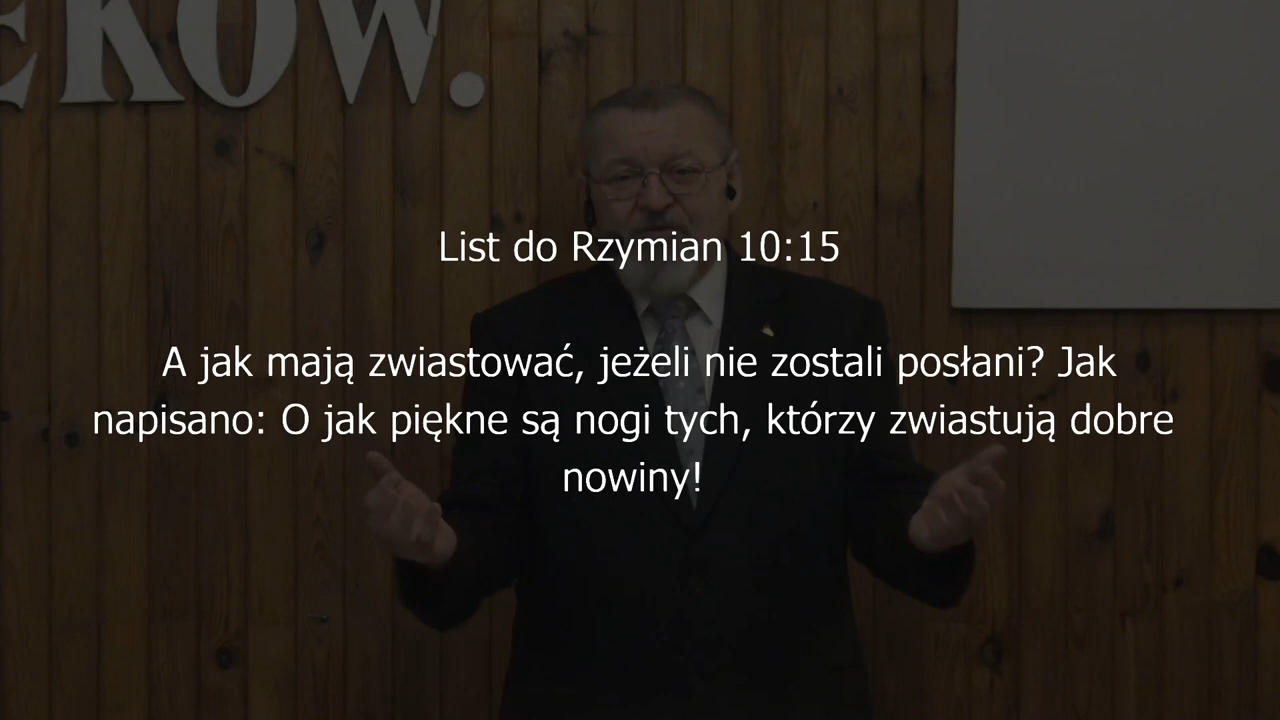 EKÓW.
List do Rzymian 10:15
A jak mają zwiastować, jeżeli nie zostali posłani? Jak
napisano: O jak piękne są nogi tych, którzy zwiastują dobre
nowiny!